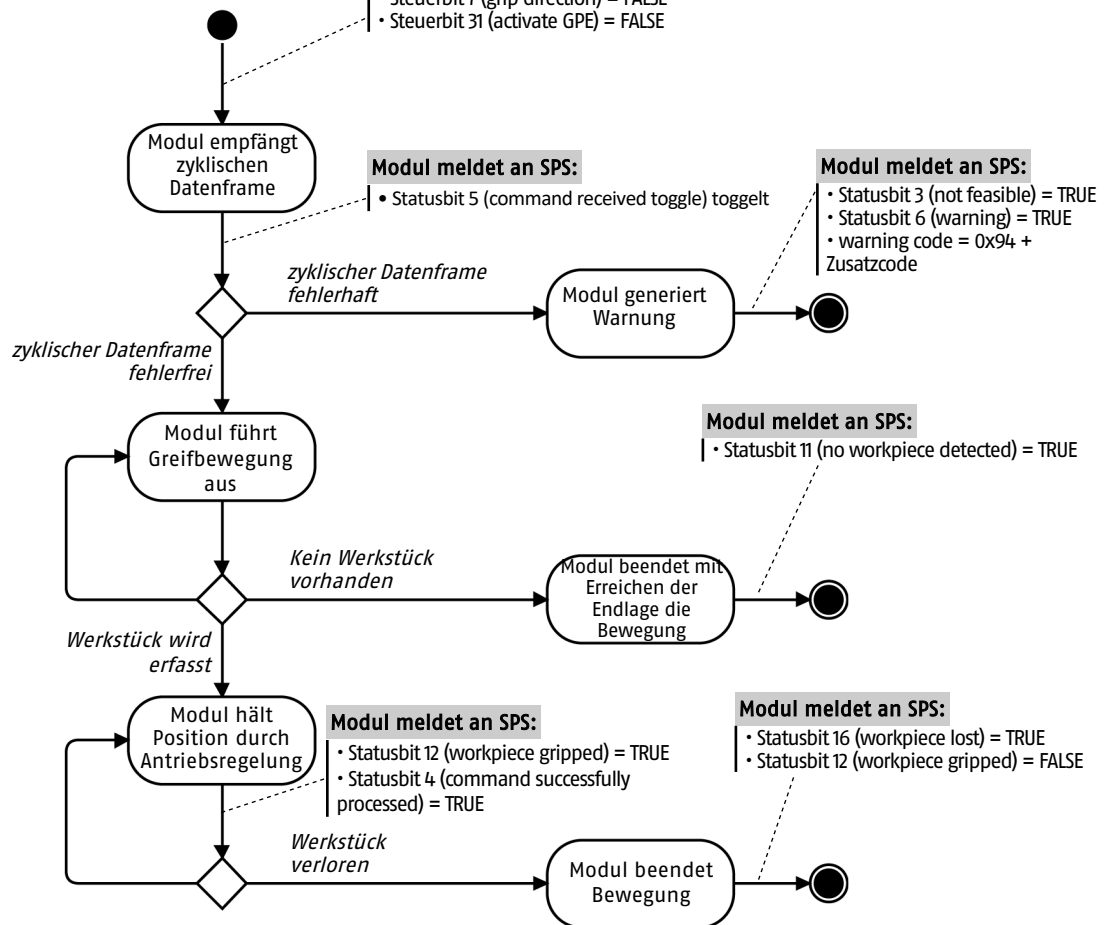 • Steuerbit 7 (grip direction) = FALSE
• Steuerbit 31 (activate GPE) = FALSE
Modul empfängt
zyklischen
Datenframe
Modul meldet an SPS:
• Statusbit 5 (command received toggle) toggelt
Modul meldet an SPS:
• Statusbit 3 (not feasible) = TRUE
• Statusbit 6 (warning) = TRUE
• warning code = 0x94 +
Zusatzcode
zyklischer Datenframe
fehlerhaft
Modul generiert
Warnung
zyklischer Datenframe
fehlerfrei
Modul führt
Greifbewegung
aus
Modul meldet an SPS:
• Statusbit 11 (no workpiece detected) = TRUE
Kein Werkstück
vorhanden
Modul beendet mit
Erreichen der
Endlage die
Bewegung
Werkstück wird
erfasst
Modul hält
Position durch
Antriebsregelung
Modul meldet an SPS:
• Statusbit 12 (workpiece gripped) = TRUE
• Statusbit 4 (command successfully
processed) = TRUE
Modul meldet an SPS:
• Statusbit 16 (workpiece lost) = TRUE
• Statusbit 12 (workpiece gripped) = FALSE
Werkstück
verloren
Modul beendet
Bewegung